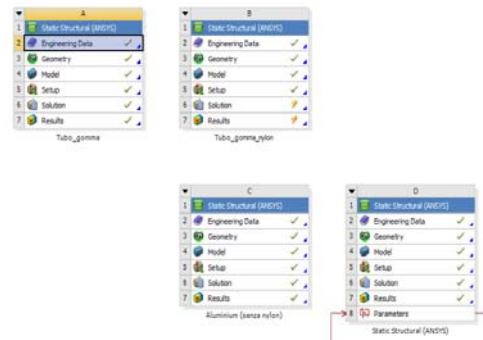 A
1 Static Structural (ANSYS)
2 Engineering Data
3 Geometry
4 Model
5 Setup
6 Solution
7 Results
Tubo_gomma
B
1 Static Structural (ANSYS)
2 Engineering Data
3 Geometry
4 Model
5 Setup
6 Solution
7 Results
Tubo_gomma_nylon
C
1 Static Structural (ANSYS)
2 Engineering Data
3 Geometry
4 Model
5 Setup
6 Solution
7 Results
Aluminium (senza nylon)
D
1 Static Structural (ANSYS)
2 Engineering Data
3 Geometry
4 Model
5 Setup
6 Solution
7 Results
8 Parameters
Static Structural (ANSYS)